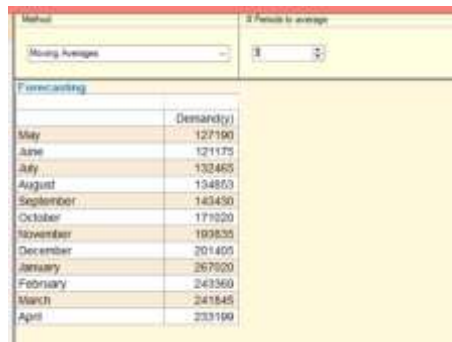 Method
# Periods to average
Moving Averages
3
Forecasting
Demand(y)
May 127190
June 121175
July 132465
August 134853
September 143430
October 171020
November 193835
December 201405
January 267020
February 243360
March 241845
April 233199